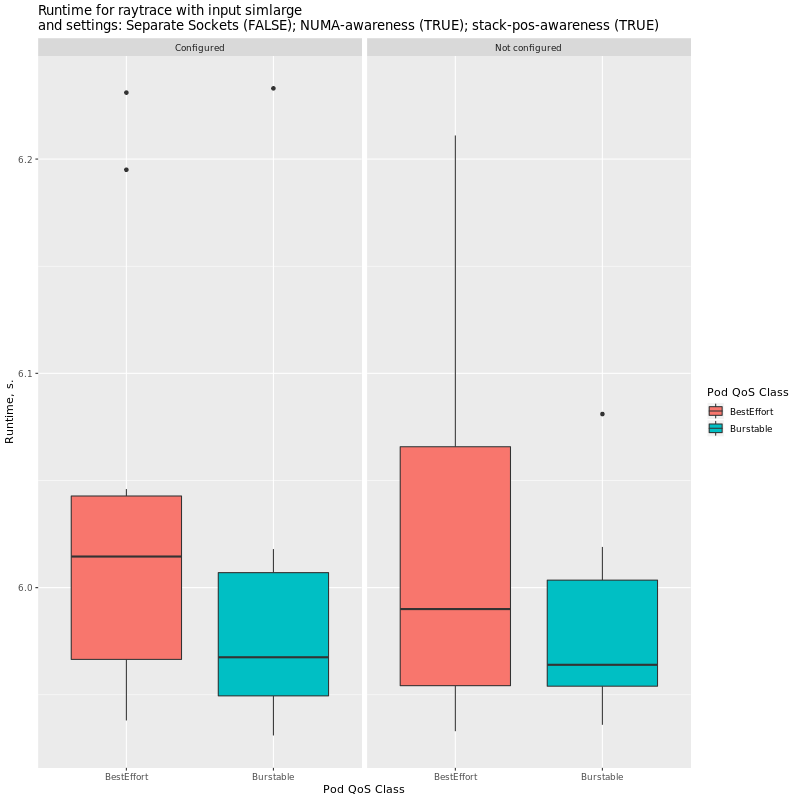 Runtime for raytrace with input simlarge
and settings: Separate Sockets (FALSE); NUMA-awareness (TRUE); stack-pos-awareness (TRUE)
Configured
Not configured
6.2
6.1
6.0
Runtime, s.
BestEffort
Burstable
BestEffort
Burstable
Pod QoS Class
Pod QoS Class
BestEffort
Burstable